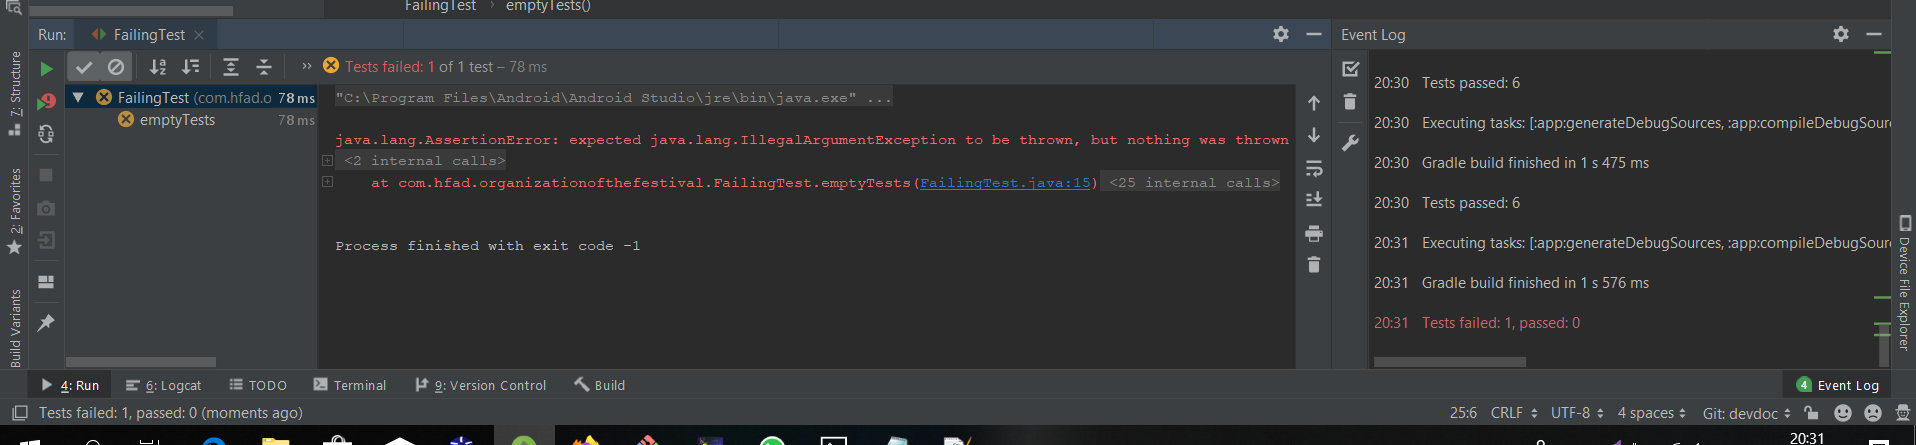 FailingTest › emptyTests()
Run: FailingTest
Event Log
Tests failed: 1 of 1 test – 78 ms
FailingTest (com.hfad.o 78 ms
emptyTests 78 ms
"C:\Program Files\Android\Android Studio\jre\bin\java.exe" ...
java.lang.AssertionError: expected java.lang.IllegalArgumentException to be thrown, but nothing was thrown
<2 internal calls>
at com.hfad.organizationofthefestival.FailingTest.emptyTests(FailingTest.java:15) <25 internal calls>
Process finished with exit code -1
20:30 Tests passed: 6
20:30 Executing tasks: [:app:generateDebugSources, :app:compileDebugSourc
20:30 Gradle build finished in 1 s 475 ms
20:30 Tests passed: 6
20:31 Executing tasks: [:app:generateDebugSources, :app:compileDebugSour
20:31 Gradle build finished in 1 s 576 ms
20:31 Tests failed: 1, passed: 0
7: Structure
2: Favorites
Build Variants
Device File Explorer
4: Run
6: Logcat
TODO
Terminal
9: Version Control
Build
4 Event Log
Tests failed: 1, passed: 0 (moments ago)
25:6 CRLF UTF-8 4 spaces Git: devdoc
20:31